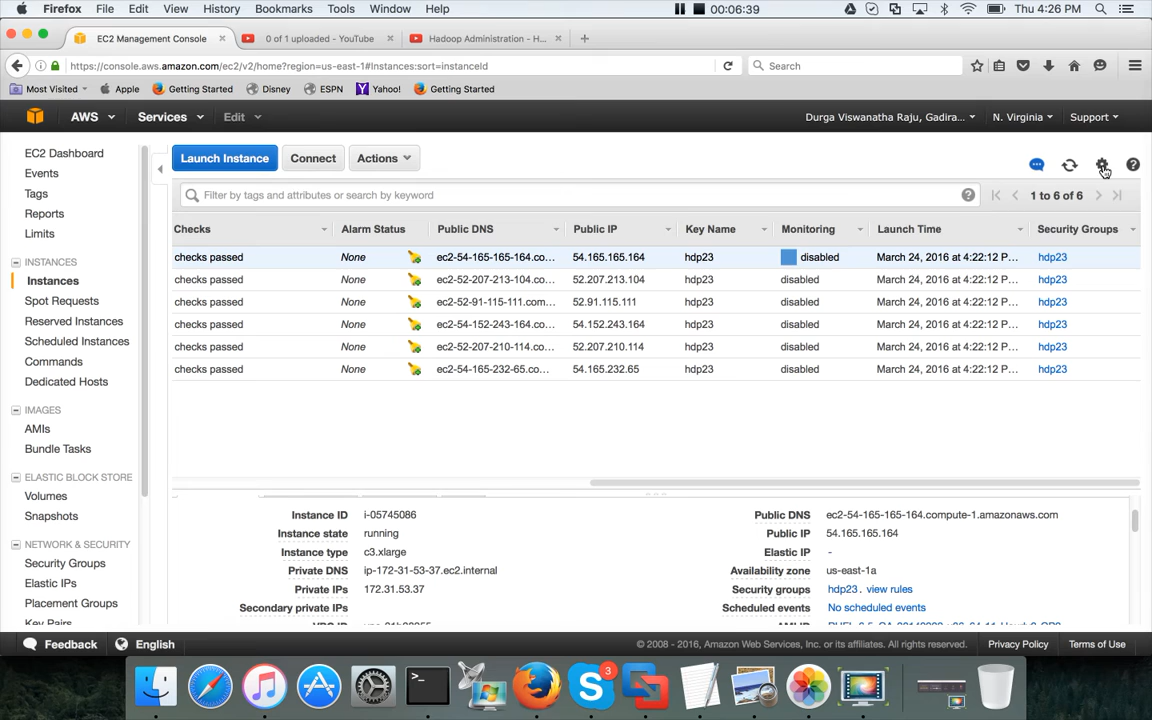 Firefox File Edit View History Bookmarks Tools Window Help 00:06:39 Thu 4:26 PM
EC2 Management Console 0 of 1 uploaded - YouTube Hadoop Administration - H...
https://console.aws.amazon.com/ec2/v2/home?region=us-east-1#Instances:sort=instanceId Search
Most Visited Apple Getting Started Disney ESPN Yahoo! Getting Started
AWS Services Edit Durga Viswanatha Raju, Gadira... N. Virginia Support
EC2 Dashboard
Events
Tags
Reports
Limits
INSTANCES
Instances
Spot Requests
Reserved Instances
Scheduled Instances
Commands
Dedicated Hosts
IMAGES
AMIs
Bundle Tasks
ELASTIC BLOCK STORE
Volumes
Snapshots
NETWORK & SECURITY
Security Groups
Elastic IPs
Placement Groups
Key Pairs
Launch Instance Connect Actions
Filter by tags and attributes or search by keyword 1 to 6 of 6
Checks Alarm Status Public DNS Public IP Key Name Monitoring Launch Time Security Groups
checks passed None ec2-54-165-165-164.co... 54.165.165.164 hdp23 disabled March 24, 2016 at 4:22:12 P... hdp23
checks passed None ec2-52-207-213-104.co... 52.207.213.104 hdp23 disabled March 24, 2016 at 4:22:12 P... hdp23
checks passed None ec2-52-91-115-111.com... 52.91.115.111 hdp23 disabled March 24, 2016 at 4:22:12 P... hdp23
checks passed None ec2-54-152-243-164.co... 54.152.243.164 hdp23 disabled March 24, 2016 at 4:22:12 P... hdp23
checks passed None ec2-52-207-210-114.co... 52.207.210.114 hdp23 disabled March 24, 2016 at 4:22:12 P... hdp23
checks passed None ec2-54-165-232-65.co... 54.165.232.65 hdp23 disabled March 24, 2016 at 4:22:12 P... hdp23
Instance ID i-05745086 Public DNS ec2-54-165-165-164.compute-1.amazonaws.com
Instance state running Public IP 54.165.165.164
Instance type c3.xlarge Elastic IP -
Private DNS ip-172-31-53-37.ec2.internal Availability zone us-east-1a
Private IPs 172.31.53.37 Security groups hdp23. view rules
Secondary private IPs Scheduled events No scheduled events
Feedback English © 2008 - 2016, Amazon Web Services, Inc. or its affiliates. All rights reserved. Privacy Policy Terms of Use
3